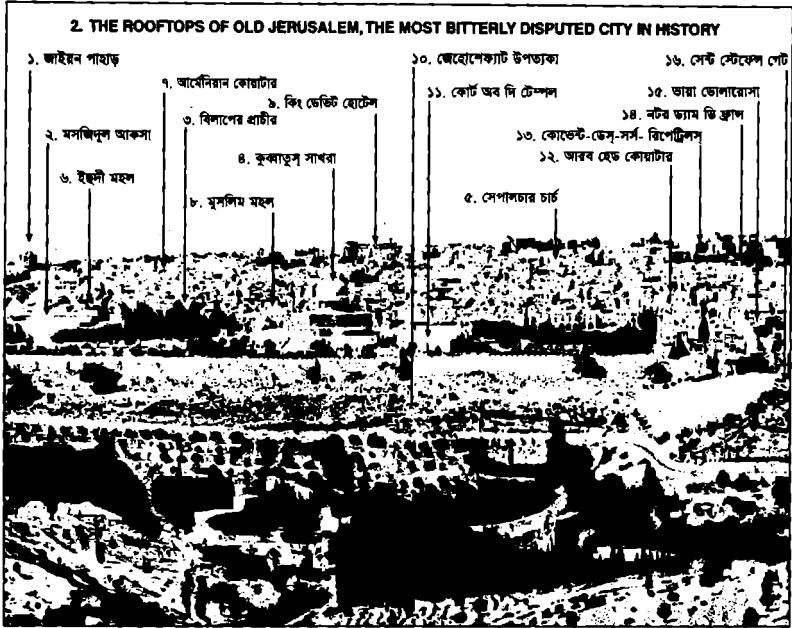 2. THE ROOFTOPS OF OLD JERUSALEM, THE MOST BITTERLY DISPUTED CITY IN HISTORY
১. জাইয়ন পাহাড়
১০. জেহোশেফ্যাট উপত্যকা
১৬. সেন্ট স্টেফেন্স গেট
৭. আর্মেনিয়ান কোয়াটার
১১. কোর্ট অব দি টেম্পল
১৫. ভায়া ডোলারোসা
৯. কিং ডেভিট হোটেল
৩. বিলাপের প্রাচীর
১৪. নটর ড্যাম ডি ফ্রান্স
২. মসজিদুল আকসা
১৩. কোভেন্ট-ডেস্-সর্স- রিপেট্রিলস্
৪. কুব্বাতুস্ সাখরা
১২. আরব হেড কোয়াটার
৬. ইহুদী মহল
৮. মুসলিম মহল
৫. সেপালচার চার্চ